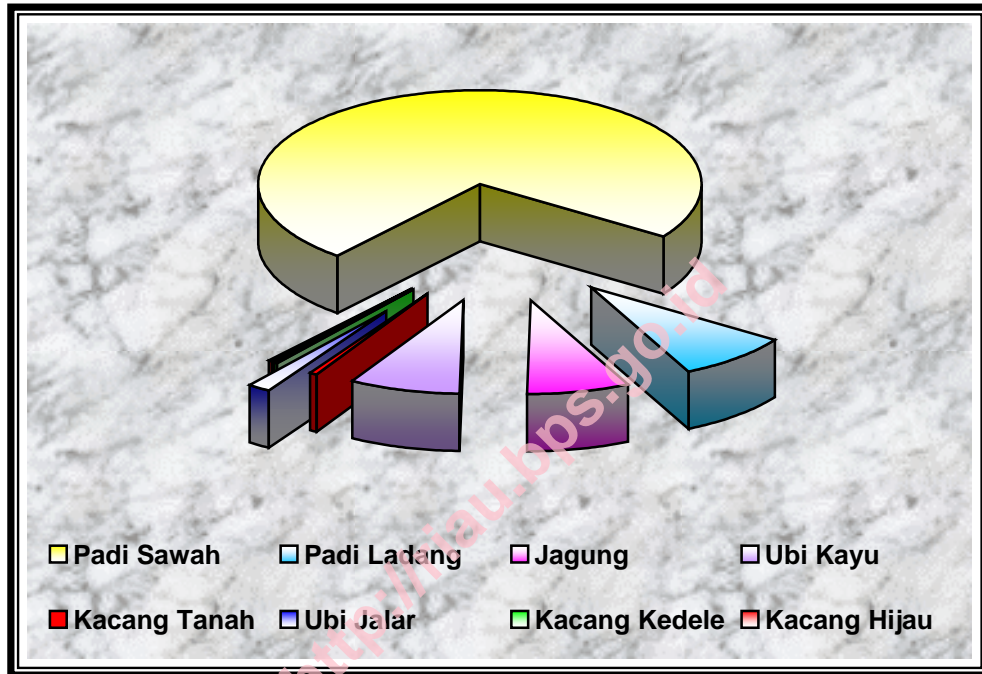 Padi Sawah Padi Ladang Jagung Ubi Kayu
Kacang Tanah Ubi Jalar Kacang Kedele Kacang Hijau
http://riau.bps.go.id